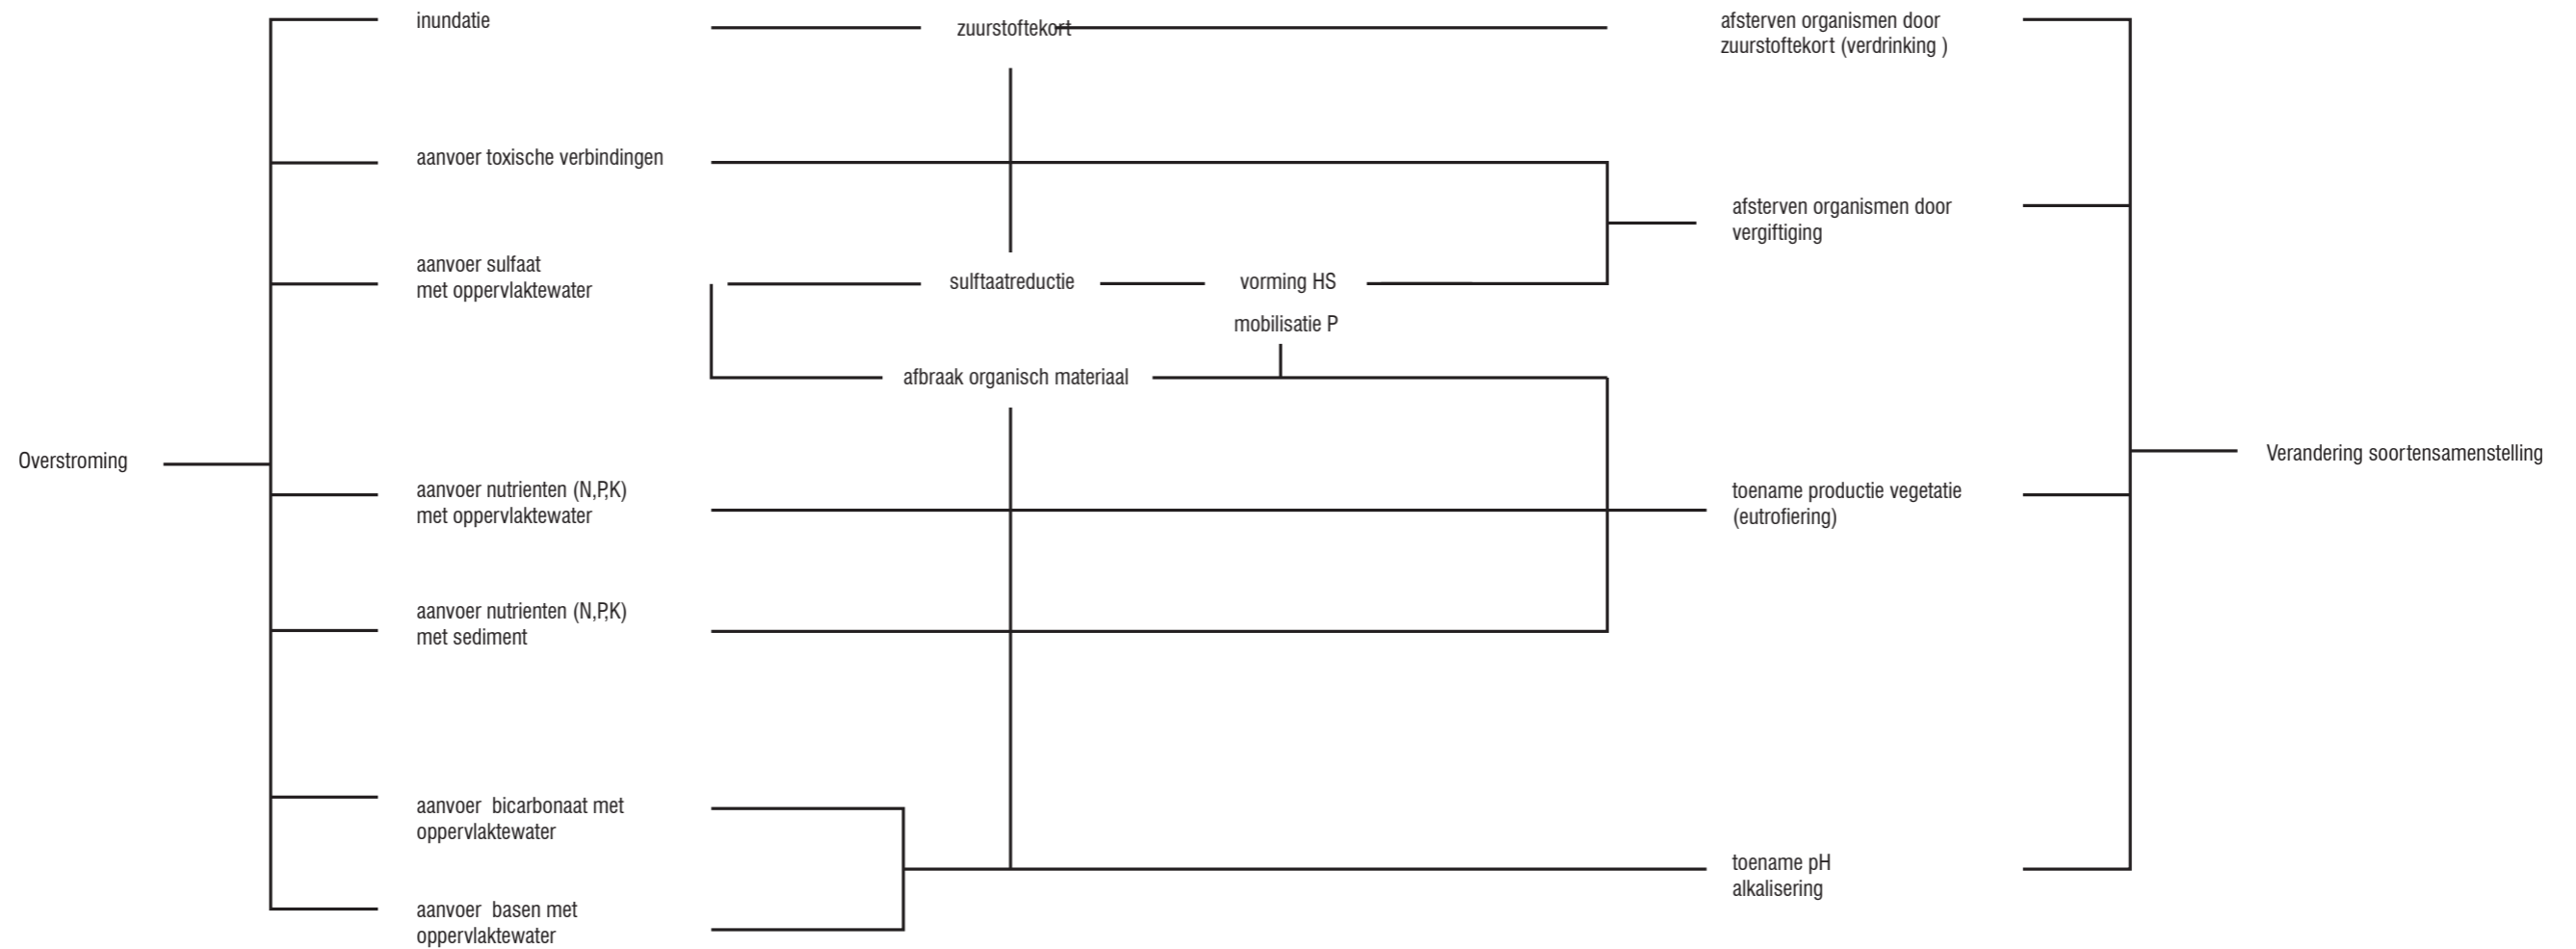 Overstroming
inundatie
aanvoer toxische verbindingen
aanvoer sulfaat
met oppervlaktewater
aanvoer nutrienten (N,P,K)
met oppervlaktewater
aanvoer nutrienten (N,P,K)
met sediment
aanvoer bicarbonaat met
oppervlaktewater
aanvoer basen met
oppervlaktewater
zuurstoftekort
sulftaatreductie
vorming HS
mobilisatie P
afbraak organisch materiaal
afsterven organismen door
zuurstoftekort (verdrinking )
afsterven organismen door
vergiftiging
toename productie vegetatie
(eutrofiering)
toename pH
alkalisering
Verandering soortensamenstelling